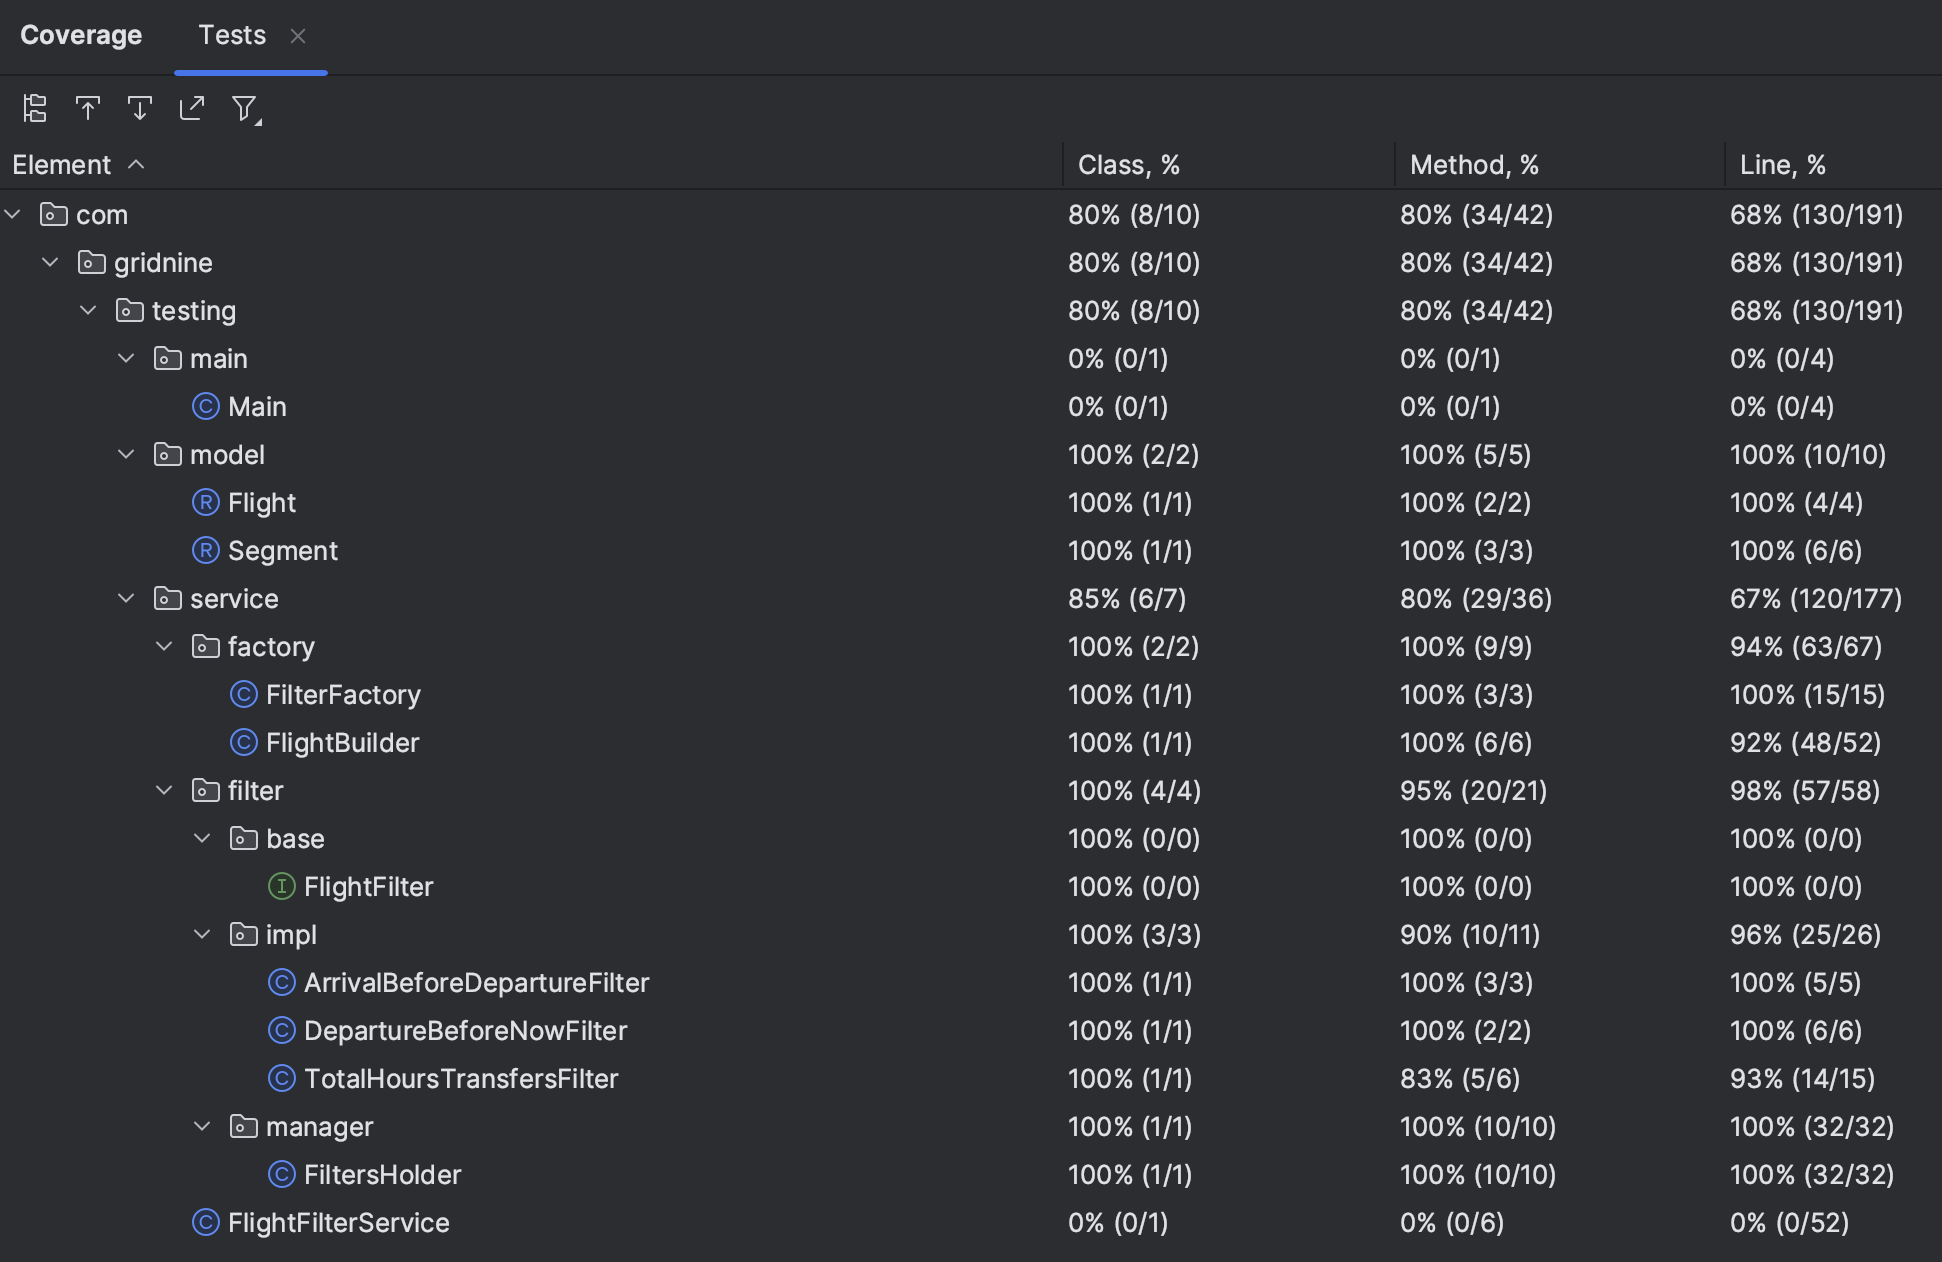 Coverage Tests
Element Class, % Method, % Line, %
com 80% (8/10) 80% (34/42) 68% (130/191)
gridnine 80% (8/10) 80% (34/42) 68% (130/191)
testing 80% (8/10) 80% (34/42) 68% (130/191)
main 0% (0/1) 0% (0/1) 0% (0/4)
C Main 0% (0/1) 0% (0/1) 0% (0/4)
model 100% (2/2) 100% (5/5) 100% (10/10)
R Flight 100% (1/1) 100% (2/2) 100% (4/4)
R Segment 100% (1/1) 100% (3/3) 100% (6/6)
service 85% (6/7) 80% (29/36) 67% (120/177)
factory 100% (2/2) 100% (9/9) 94% (63/67)
C FilterFactory 100% (1/1) 100% (3/3) 100% (15/15)
C FlightBuilder 100% (1/1) 100% (6/6) 92% (48/52)
filter 100% (4/4) 95% (20/21) 98% (57/58)
base 100% (0/0) 100% (0/0) 100% (0/0)
I FlightFilter 100% (0/0) 100% (0/0) 100% (0/0)
impl 100% (3/3) 90% (10/11) 96% (25/26)
C ArrivalBeforeDepartureFilter 100% (1/1) 100% (3/3) 100% (5/5)
C DepartureBeforeNowFilter 100% (1/1) 100% (2/2) 100% (6/6)
C TotalHoursTransfersFilter 100% (1/1) 83% (5/6) 93% (14/15)
manager 100% (1/1) 100% (10/10) 100% (32/32)
C FiltersHolder 100% (1/1) 100% (10/10) 100% (32/32)
C FlightFilterService 0% (0/1) 0% (0/6) 0% (0/52)